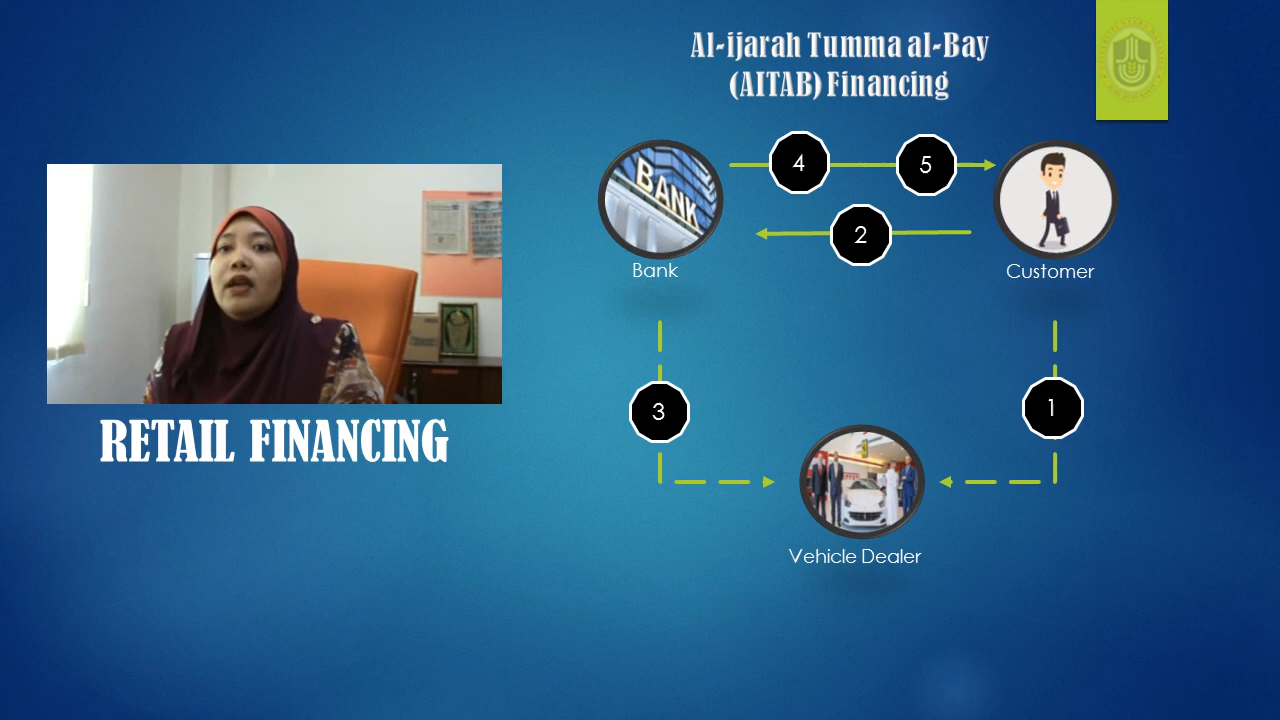 Al-ijarah Tumma al-Bay
(AITAB) Financing
4
5
2
BANK
Bank
Customer
3
1
Vehicle Dealer
RETAIL FINANCING